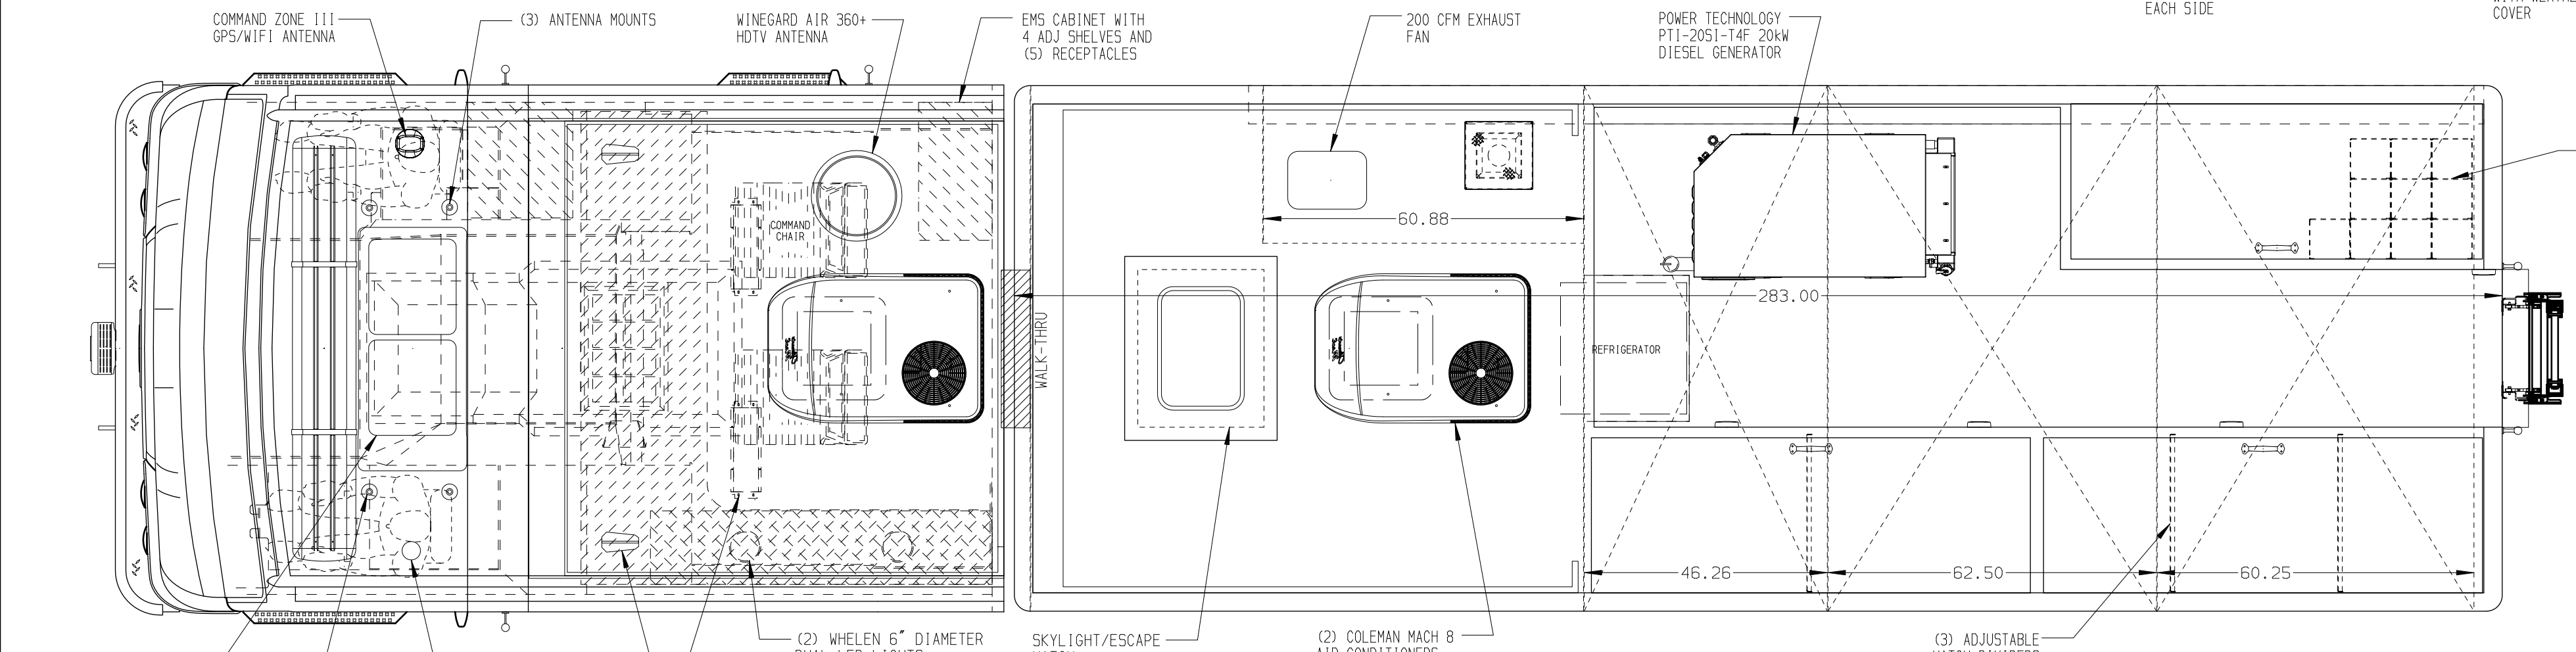 COMMAND ZONE III
GPS/WIFI ANTENNA
(3) ANTENNA MOUNTS
WINEGARD AIR 360+
HDTV ANTENNA
EMS CABINET WITH
4 ADJ SHELVES AND
(5) RECEPTACLES
200 CFM EXHAUST
FAN
POWER TECHNOLOGY
PTI-20SI-T4F 20kW
DIESEL GENERATOR
EACH SIDE
COVER
COMMAND
CHAIR
60.88
283.00
WALK-THRU
REFRIGERATOR
46.26
62.50
60.25
(2) WHELEN 6" DIAMETER
SKYLIGHT/ESCAPE
(2) COLEMAN MACH 8
AIR CONDITIONERS
(3) ADJUSTABLE